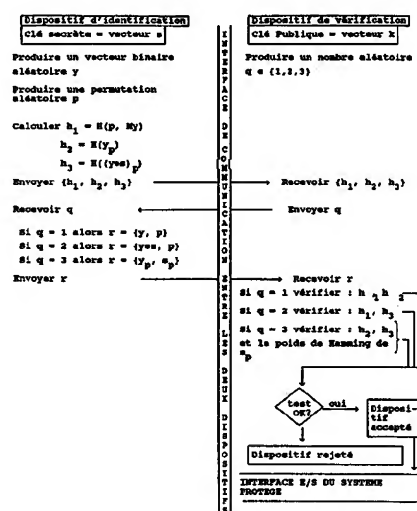 Dispositif d'identification
Clé secrète = vecteur s
Produire un vecteur binaire
aléatoire y
Produire une permutation
aléatoire p
Calculer h1 = H(p, My)
h2 = H(yp)
h3 = H((y⊕s)p)
Envoyer {h1, h2, h3}
Recevoir q
Si q = 1 alors r = {y, p}
Si q = 2 alors r = {y⊕s, p}
Si q = 3 alors r = {yp, sp}
Envoyer r
INTERFACE DE COMMUNICATION ENTRE LES DEUX DISPOSITIFS
Dispositif de vérification
Clé Publique = vecteur k
Produire un nombre aléatoire
q ∈ {1,2,3}
Recevoir {h1, h2, h3}
Envoyer q
Recevoir r
Si q = 1 vérifier : h1 h2
Si q = 2 vérifier : h1, h3
Si q = 3 vérifier : h2, h3
et la poids de Hamming de
sp
test
OK?
oui
Disposi-
tif
accepté
Dispositif rejeté
INTERFACE E/S DU SYSTEME
PROTEGE